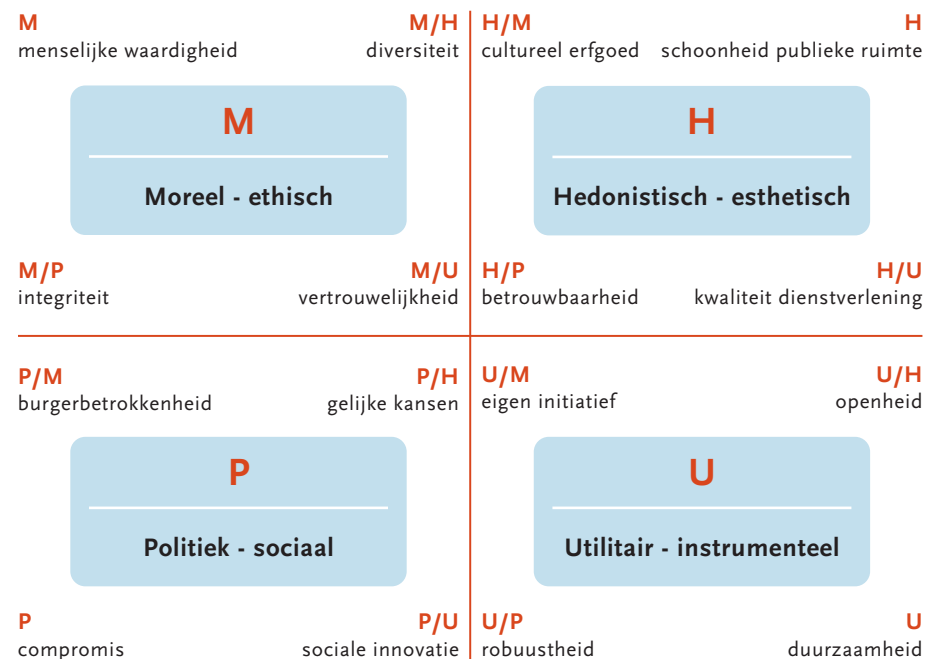 M M/H H/M H
menselijke waardigheid diversiteit cultureel erfgoed schoonheid publieke ruimte
M H
Moreel - ethisch Hedonistisch - esthetisch
M/P M/U H/P H/U
integriteit vertrouwelijkheid betrouwbaarheid kwaliteit dienstverlening
P/M P/H U/M U/H
burgerbetrokkenheid gelijke kansen eigen initiatief openheid
P U
Politiek - sociaal Utilitair - instrumenteel
P P/U U/P U
compromis sociale innovatie robuustheid duurzaamheid